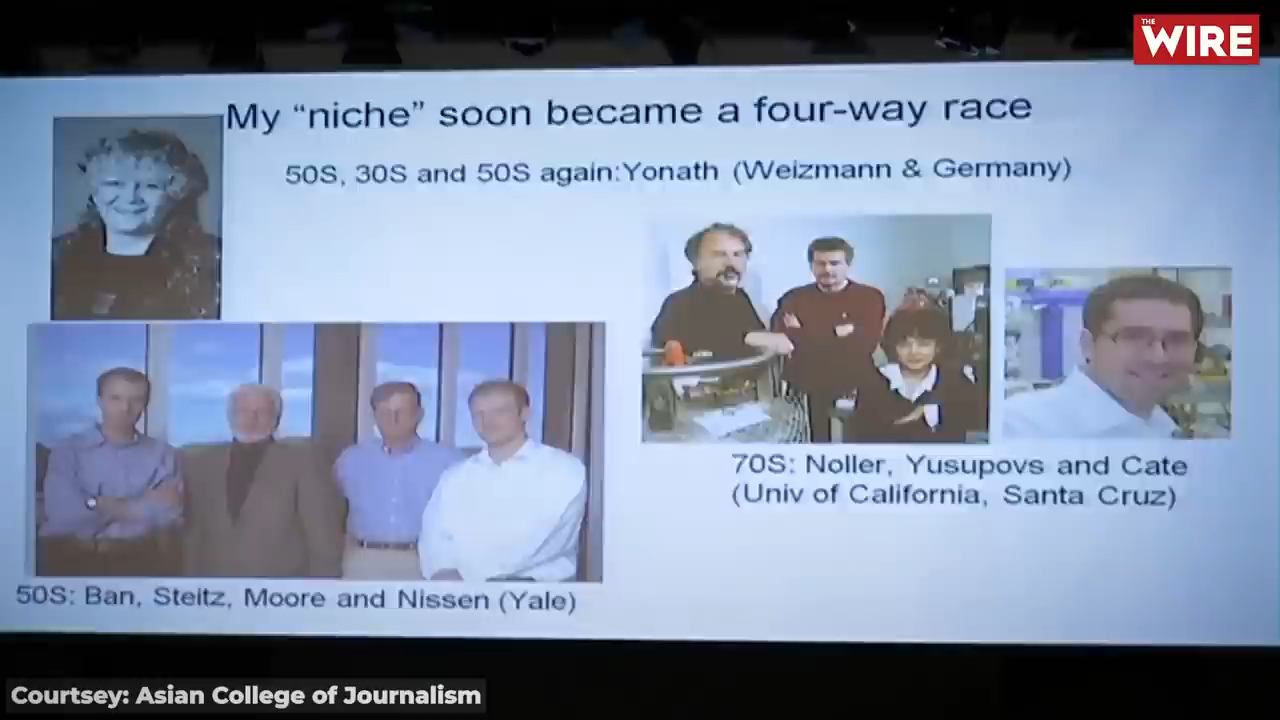 THE
WIRE
My “niche” soon became a four-way race
50S, 30S and 50S again:Yonath (Weizmann & Germany)
70S: Noller, Yusupovs and Cate
(Univ of California, Santa Cruz)
50S: Ban, Steitz, Moore and Nissen (Yale)
Courtsey: Asian College of Journalism